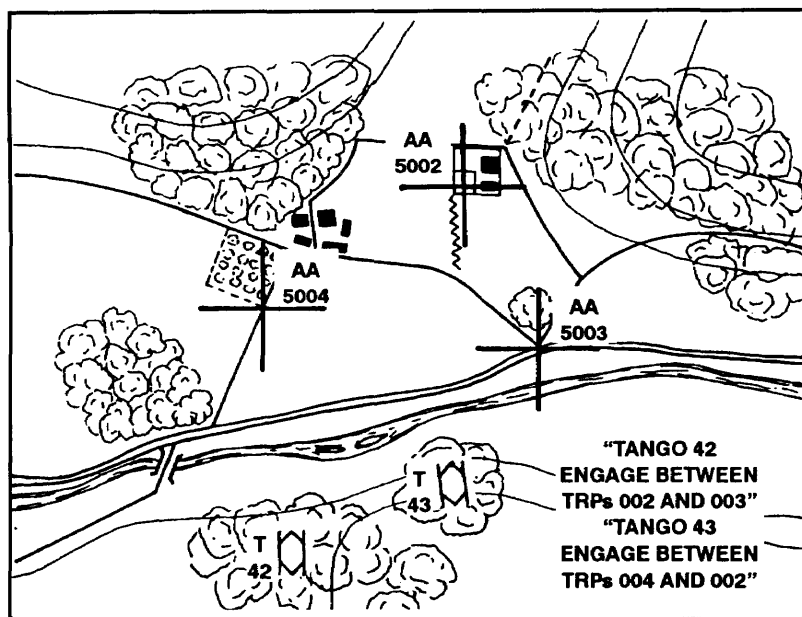 AA
5002
AA
5004
AA
5003
T
43
T
42
“TANGO 42
ENGAGE BETWEEN
TRPs 002 AND 003”
“TANGO 43
ENGAGE BETWEEN
TRPs 004 AND 002”